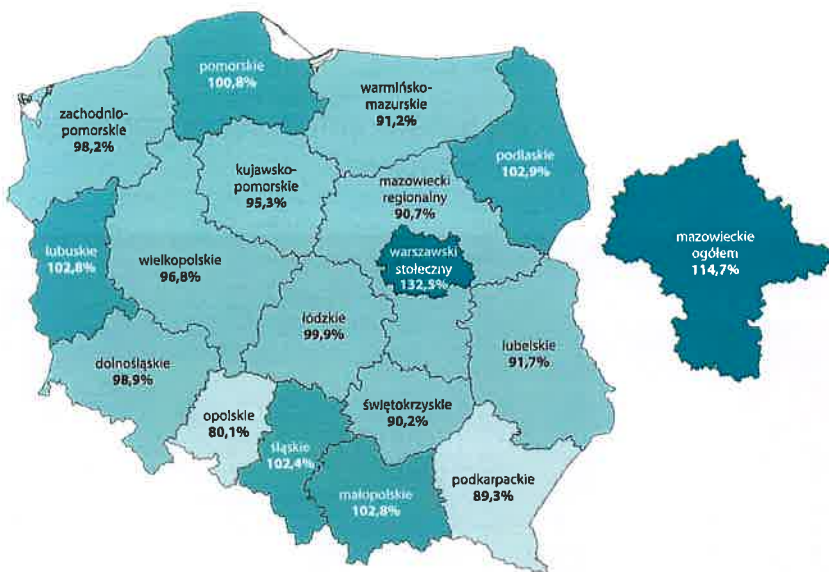 pomorskie
100,8%
warmińsko-
mazurskie
91,2%
zachodnio-
pomorskie
98,2%
podlaskie
102,9%
kujawsko-
pomorskie
95,3%
mazowiecki
regionalny
90,7%
mazowieckie
ogółem
114,7%
lubuskie
102,8%
wielkopolskie
96,8%
warszawski
stołeczny
132,5%
łódzkie
99,9%
lubelskie
91,7%
dolnośląskie
98,9%
opolskie
80,1%
świętokrzyskie
90,2%
śląskie
102,4%
małopolskie
102,8%
podkarpackie
89,3%